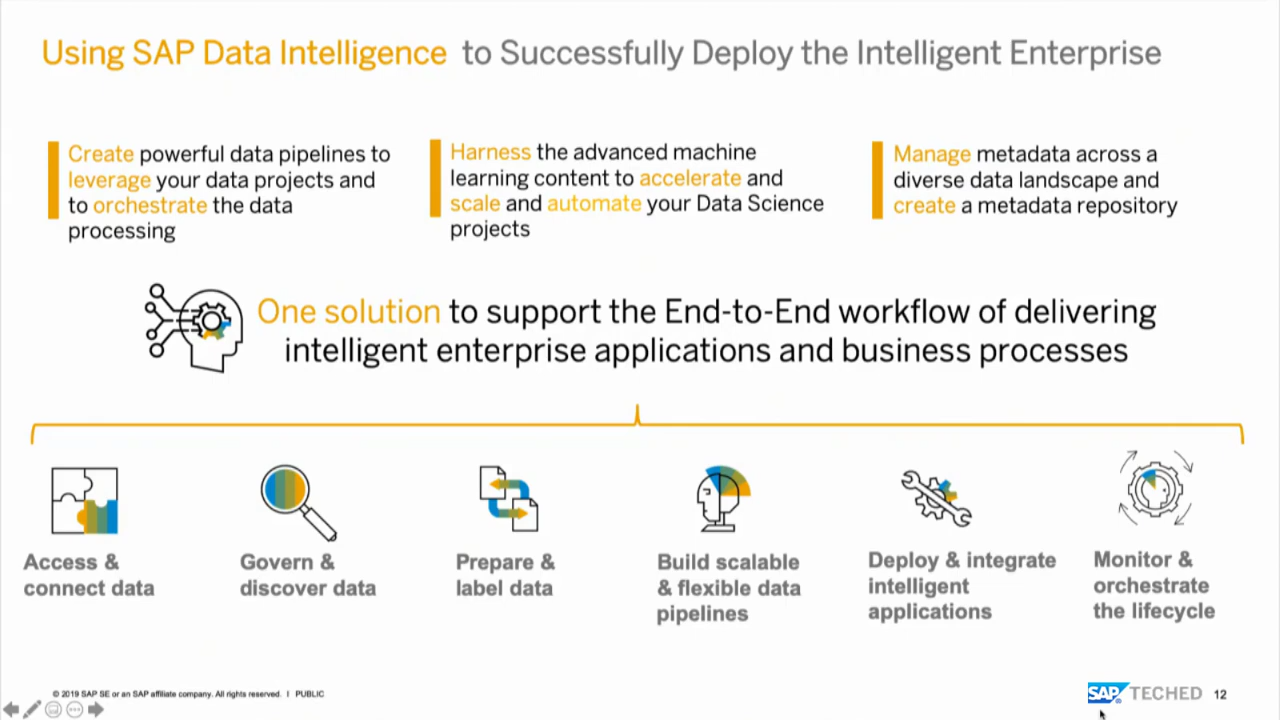 Using SAP Data Intelligence to Successfully Deploy the Intelligent Enterprise
Create powerful data pipelines to
leverage your data projects and
to orchestrate the data
processing
Harness the advanced machine
learning content to accelerate and
scale and automate your Data Science
projects
Manage metadata across a
diverse data landscape and
create a metadata repository
One solution to support the End-to-End workflow of delivering
intelligent enterprise applications and business processes
Access &
connect data
Govern &
discover data
Prepare &
label data
Build scalable
& flexible data
pipelines
Deploy & integrate
intelligent
applications
Monitor &
orchestrate
the lifecycle
© 2019 SAP SE or an SAP affiliate company. All rights reserved. I PUBLIC
SAP TECHED 12